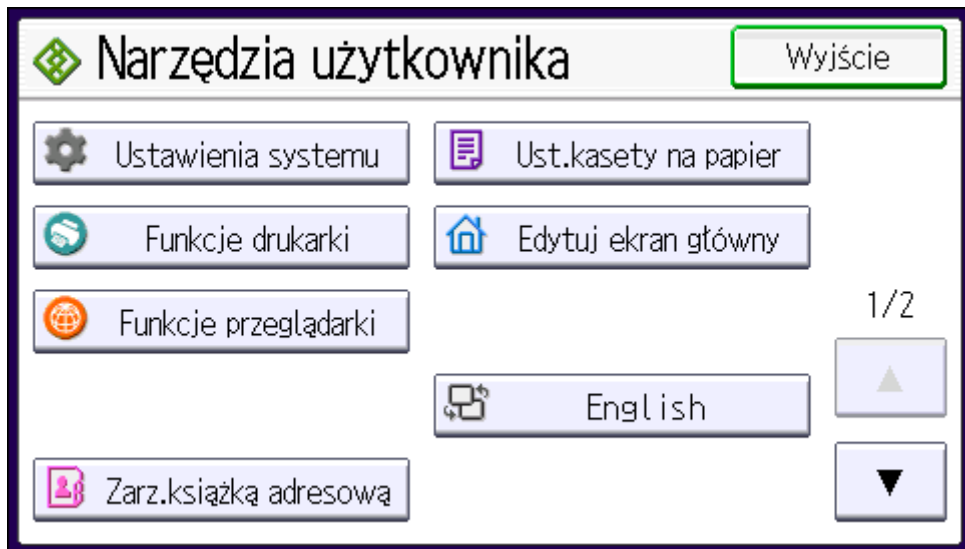 Narzędzia użytkownika
Wyjście
Ustawienia systemu
Ust.kasety na papier
Funkcje drukarki
Edytuj ekran główny
Funkcje przeglądarki
1/2
English
Zarz.książką adresową